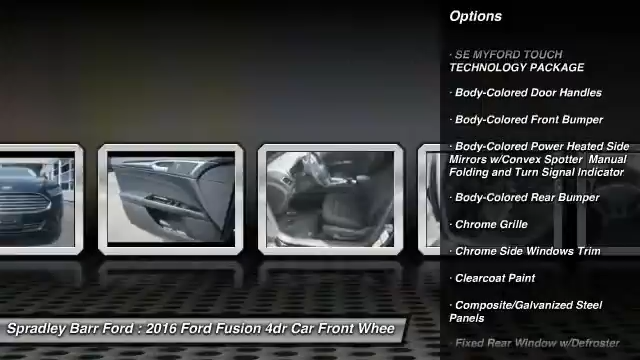 Options
· SE MYFORD TOUCH
TECHNOLOGY PACKAGE
· Body-Colored Door Handles
· Body-Colored Front Bumper
· Body-Colored Power Heated Side
Mirrors w/Convex Spotter Manual
Folding and Turn Signal Indicator
· Body-Colored Rear Bumper
· Chrome Grille
· Chrome Side Windows Trim
· Clearcoat Paint
· Composite/Galvanized Steel
Panels
· Fixed Rear Window w/Defroster
Spradley Barr Ford : 2016 Ford Fusion 4dr Car Front Whee